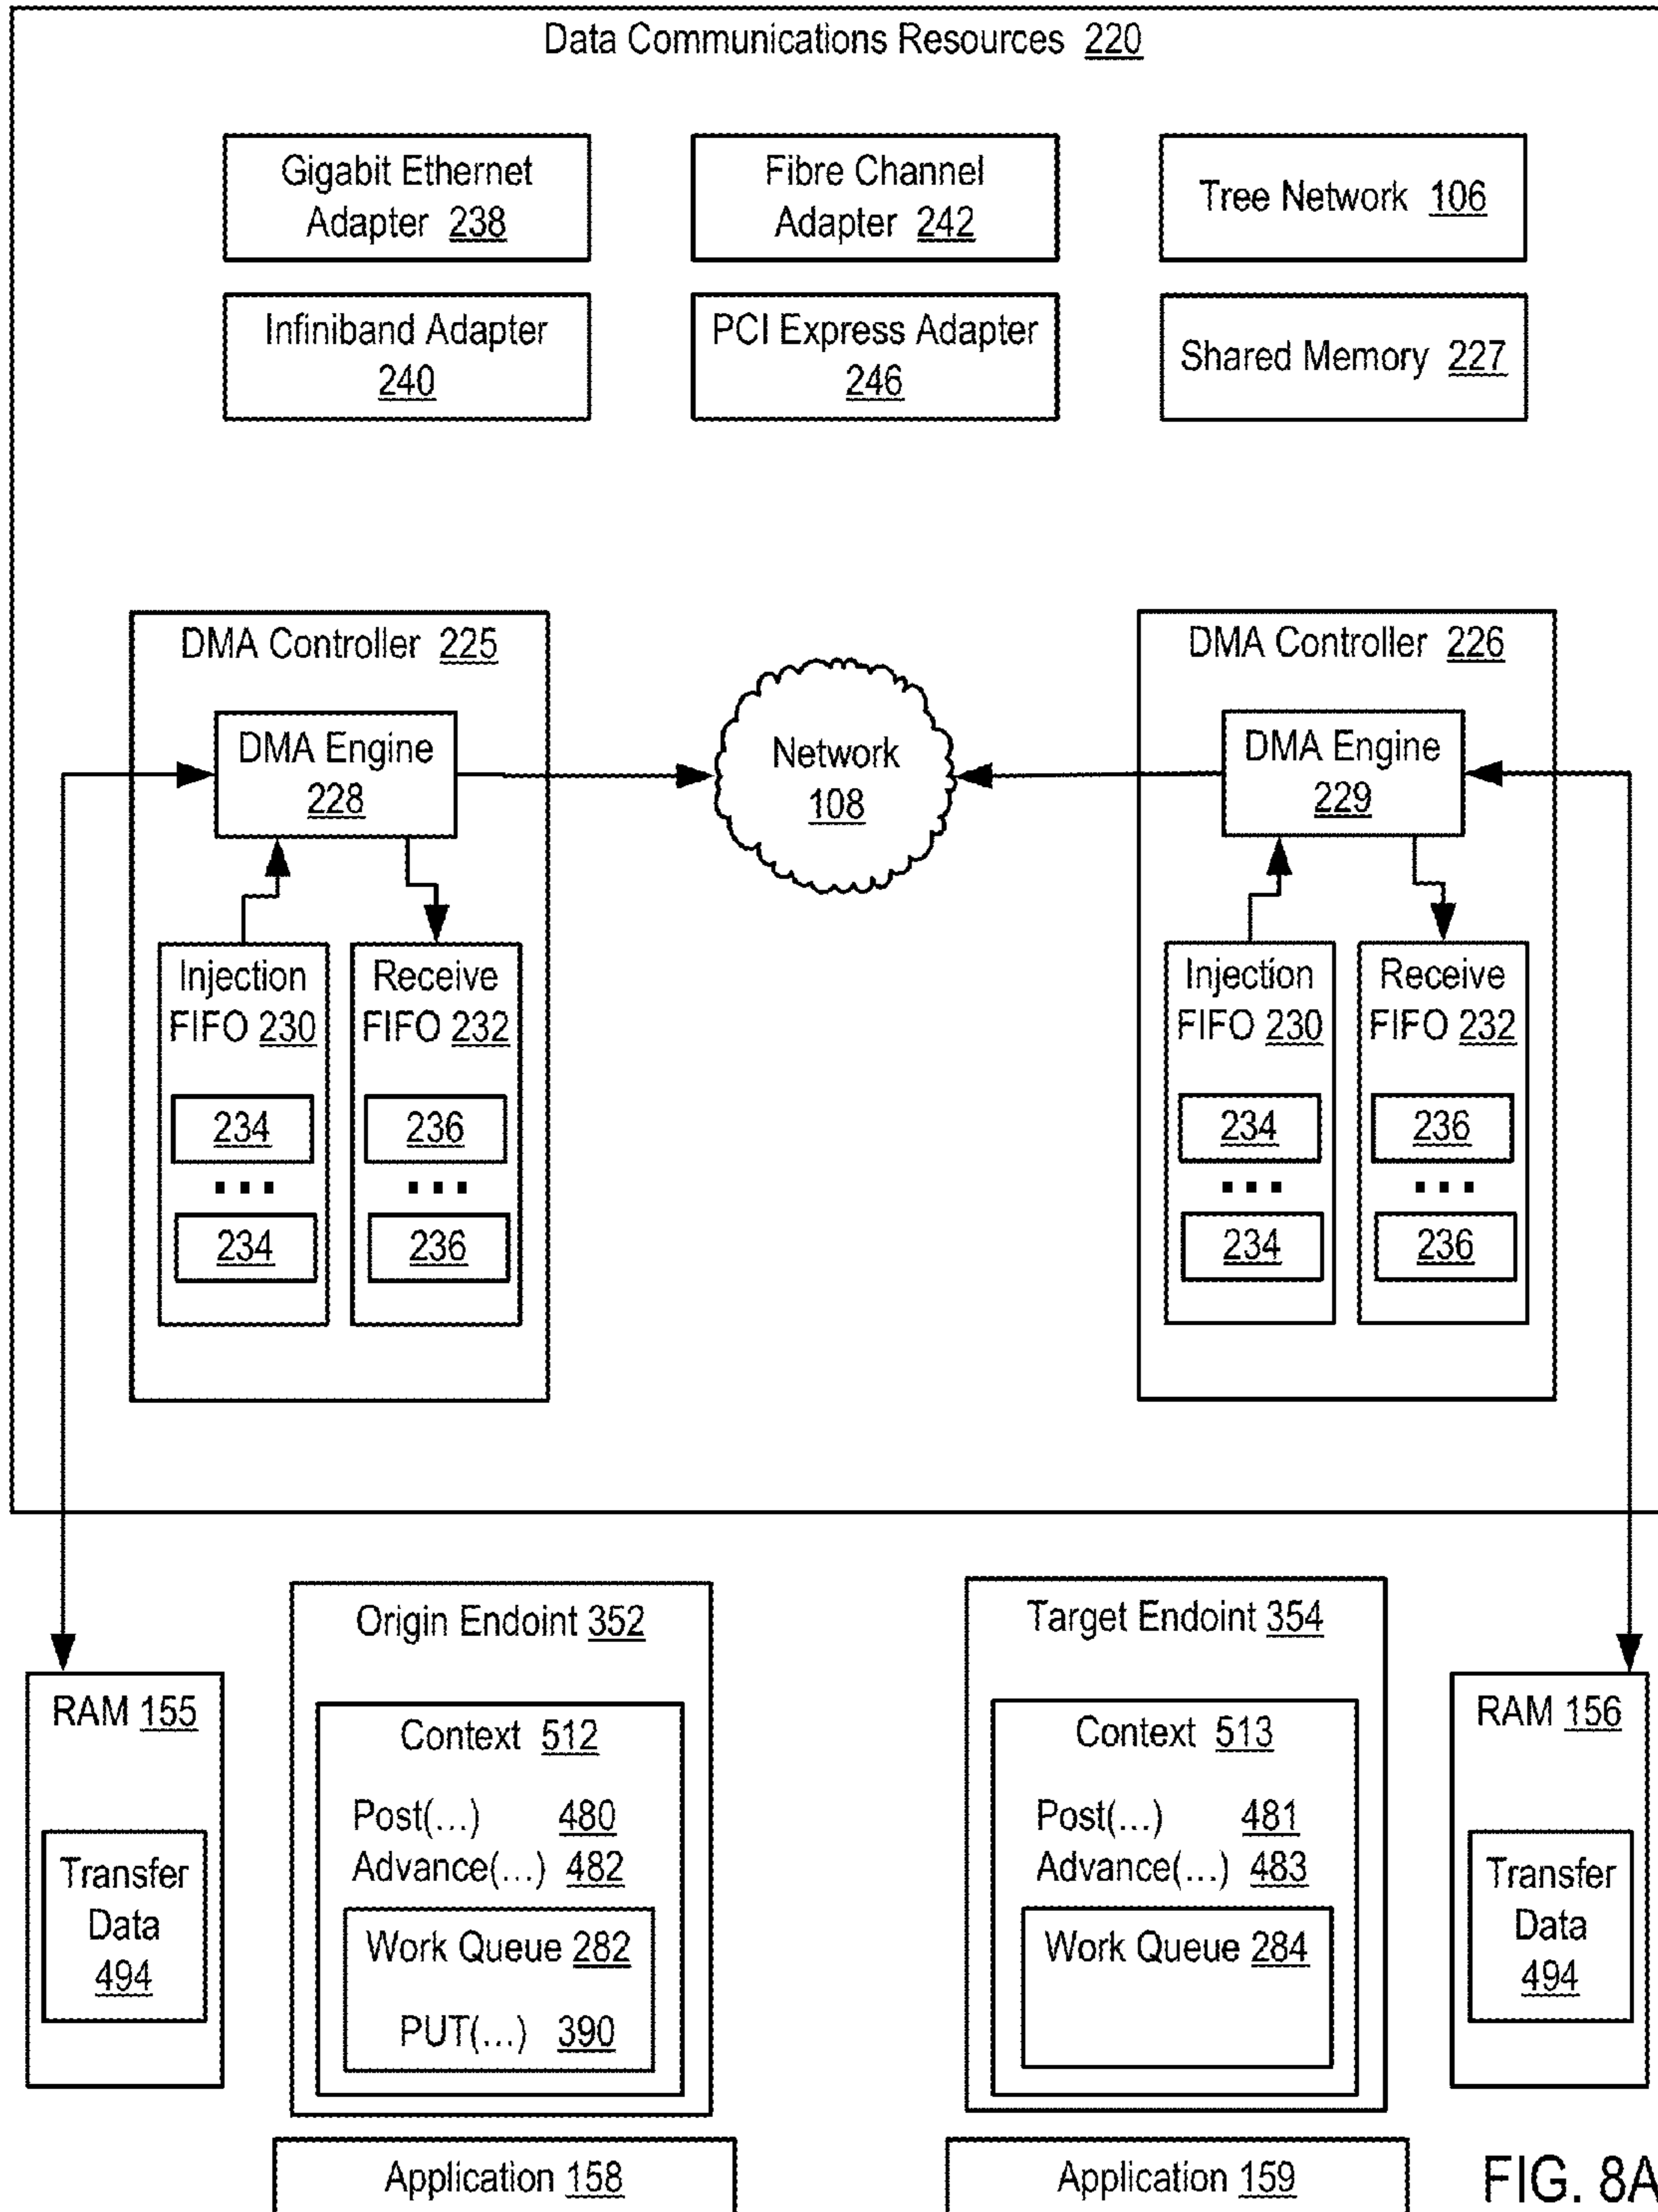 Data Communications Resources 220
Gigabit Ethernet
Adapter 238
Fibre Channel
Adapter 242
Tree Network 106
Infiniband Adapter
240
PCI Express Adapter
246
Shared Memory 227
DMA Controller 225
DMA Engine
228
Injection
FIFO 230
234
...
234
Receive
FIFO 232
236
...
236
Network
108
DMA Controller 226
DMA Engine
229
Injection
FIFO 230
234
...
234
Receive
FIFO 232
236
...
236
RAM 155
Transfer
Data
494
Origin Endoint 352
Context 512
Post(...) 480
Advance(...) 482
Work Queue 282
PUT(...) 390
Target Endoint 354
Context 513
Post(...) 481
Advance(...) 483
Work Queue 284
RAM 156
Transfer
Data
494
Application 158
Application 159
FIG. 8A